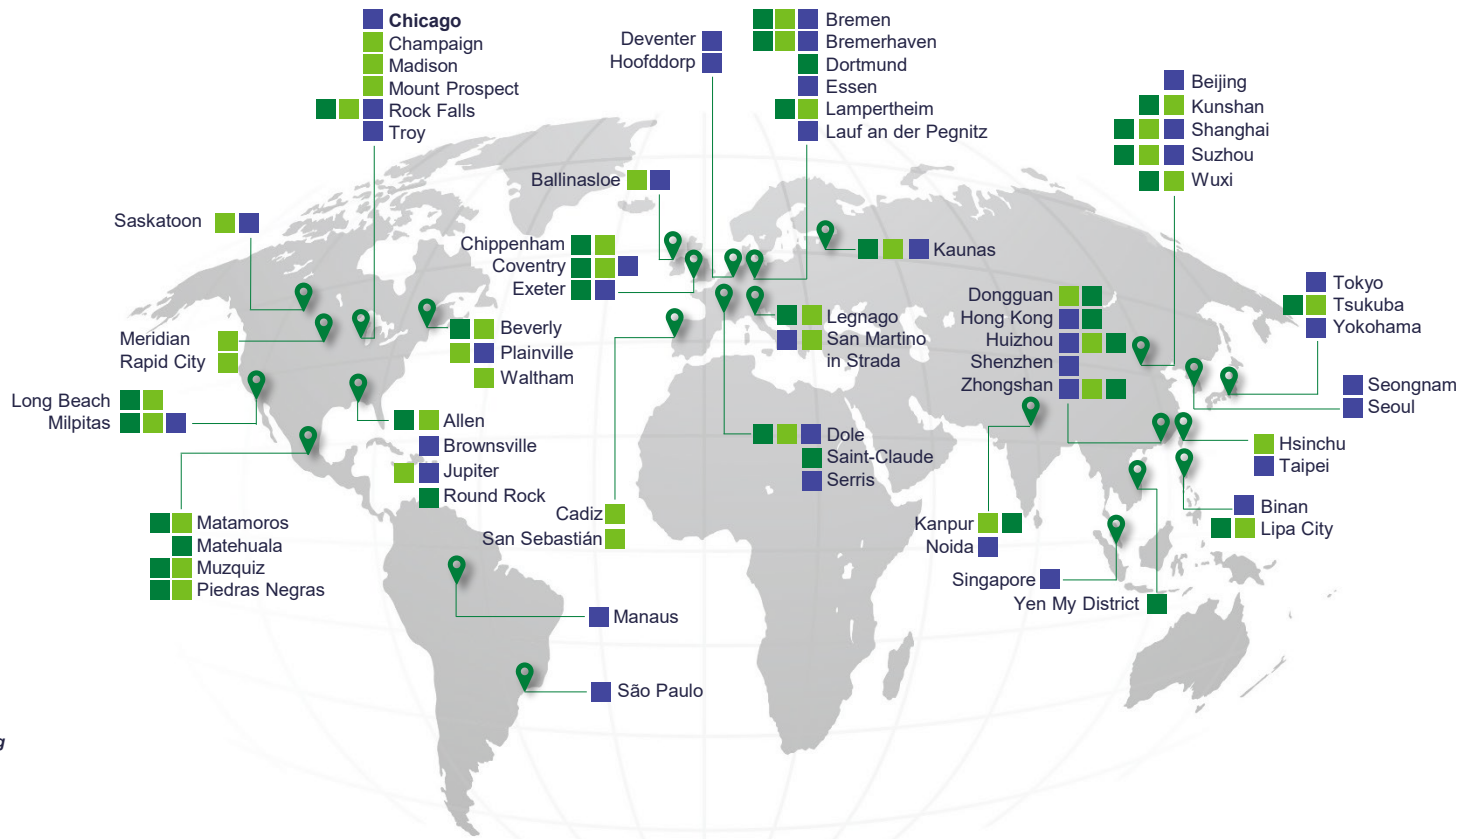 Chicago
Champaign
Madison
Mount Prospect
Rock Falls
Troy
Deventer
Hoofddorp
Bremen
Bremerhaven
Dortmund
Essen
Lampertheim
Lauf an der Pegnitz
Beijing
Kunshan
Shanghai
Suzhou
Wuxi
Ballinasloe
Saskatoon
Chippenham
Coventry
Exeter
Kaunas
Tokyo
Tsukuba
Yokohama
Dongguan
Hong Kong
Huizhou
Shenzhen
Zhongshan
Meridian
Rapid City
Beverly
Plainville
Waltham
Legnago
San Martino
in Strada
Long Beach
Milpitas
Seongnam
Seoul
Allen
Brownsville
Jupiter
Round Rock
Dole
Saint-Claude
Serris
Hsinchu
Taipei
Cadiz
San Sebastián
Binan
Lipa City
Kanpur
Noida
Matamoros
Matehuala
Muzquiz
Piedras Negras
Singapore
Yen My District
Manaus
São Paulo
g